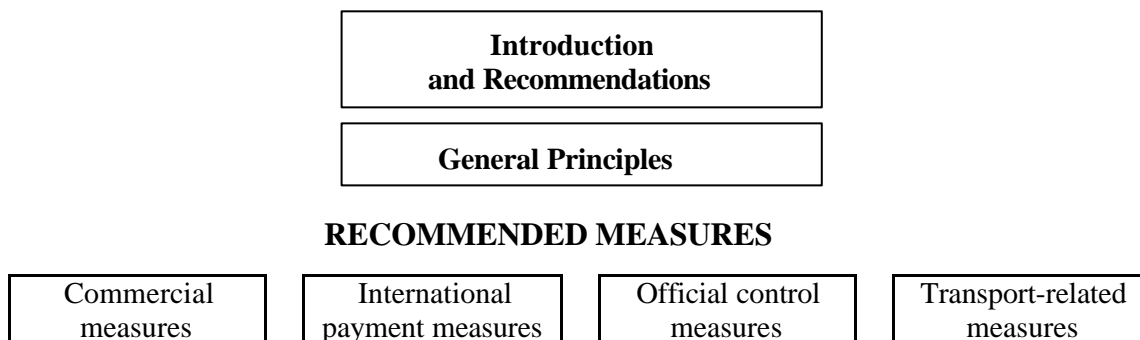 Introduction
and Recommendations
General Principles
RECOMMENDED MEASURES
Commercial
measures
International
payment measures
Official control
measures
Transport-related
measures